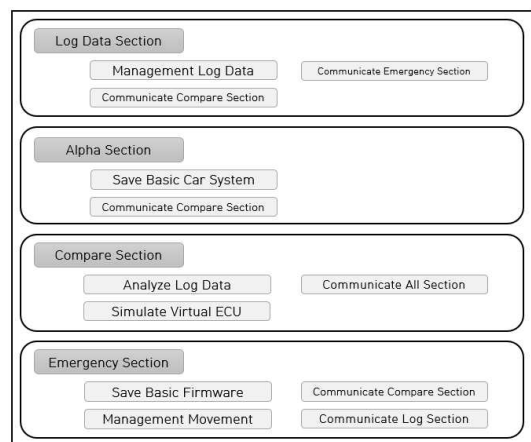 Log Data Section
Management Log Data
Communicate Emergency Section
Communicate Compare Section
Alpha Section
Save Basic Car System
Communicate Compare Section
Compare Section
Analyze Log Data
Communicate All Section
Simulate Virtual ECU
Emergency Section
Save Basic Firmware
Communicate Compare Section
Management Movement
Communicate Log Section